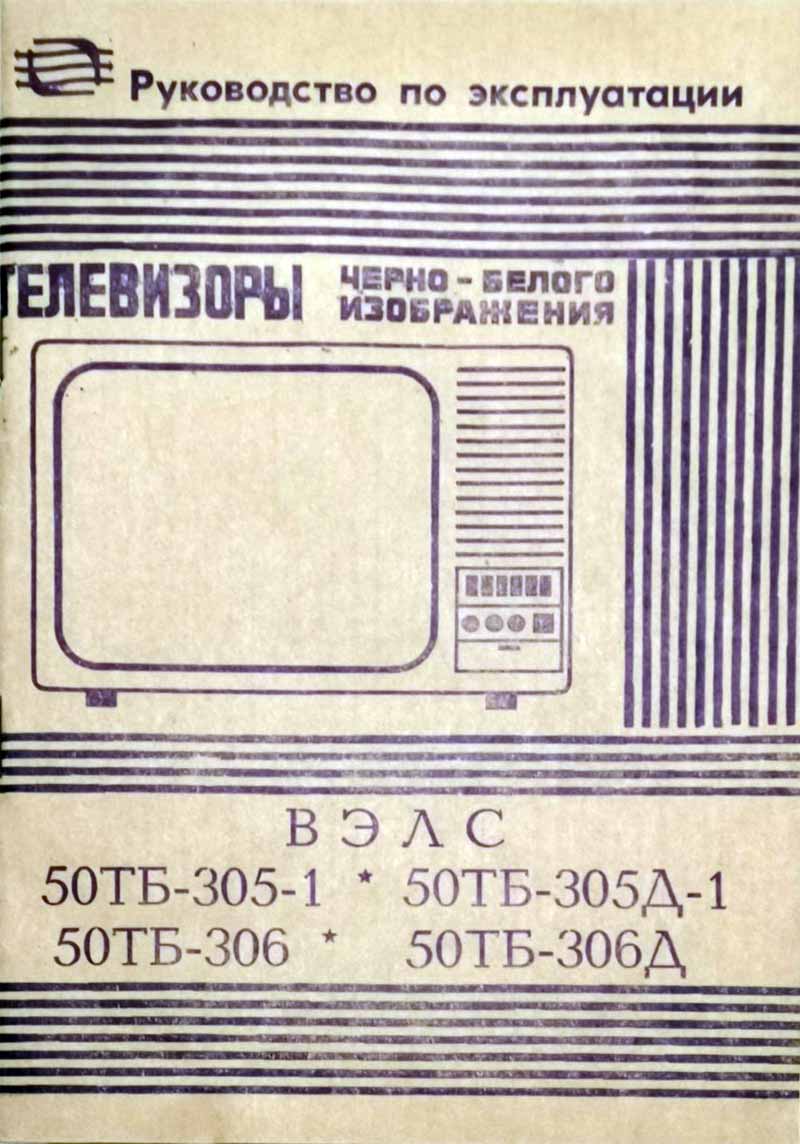 Руководство по эксплуатации
ТЕЛЕВИЗОРЫ ЧЕРНО-БЕЛОГО
ИЗОБРАЖЕНИЯ
ВЭЛС
50ТБ-305-1 * 50ТБ-305Д-1
50ТБ-306 * 50ТБ-306Д